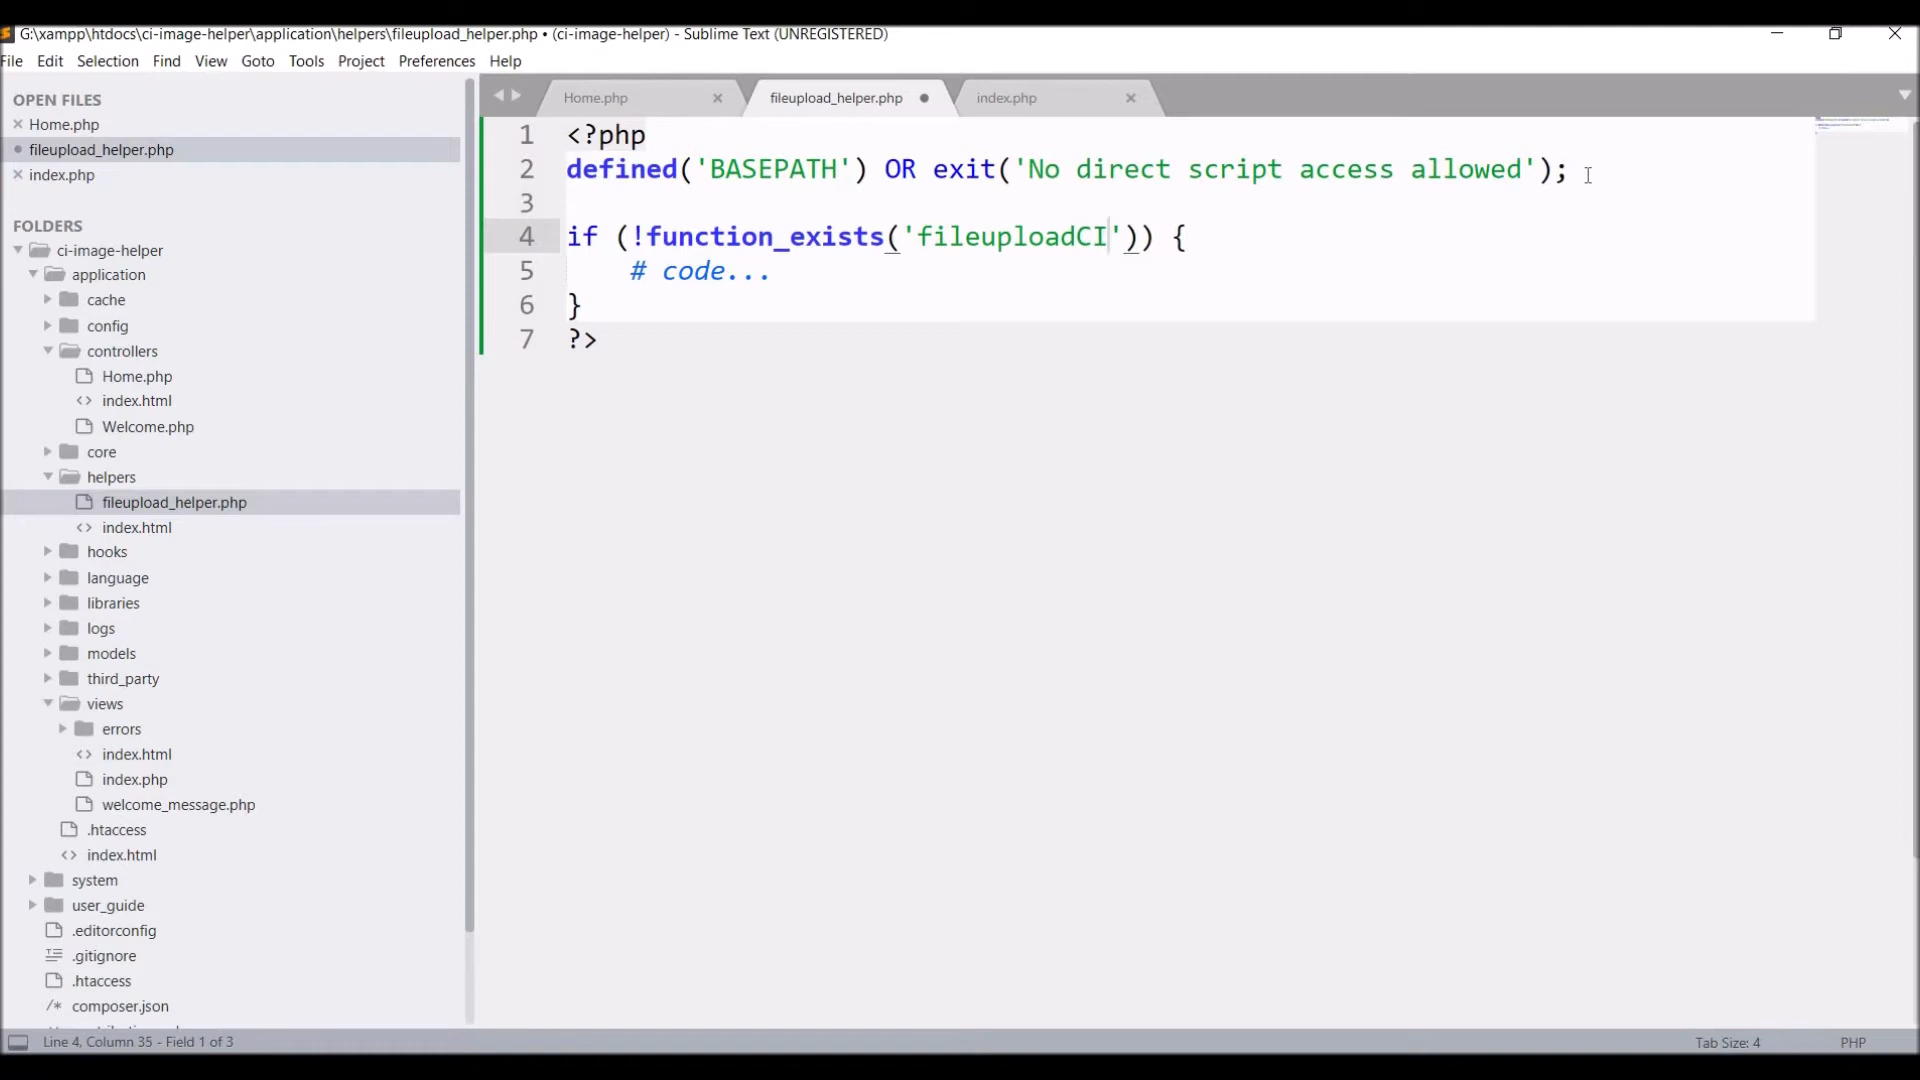 G:\xampp\htdocs\ci-image-helper\application\helpers\fileupload_helper.php • (ci-image-helper) - Sublime Text (UNREGISTERED)
File Edit Selection Find View Goto Tools Project Preferences Help
OPEN FILES
Home.php
fileupload_helper.php
index.php
FOLDERS
ci-image-helper
application
cache
config
controllers
Home.php
index.html
Welcome.php
core
helpers
fileupload_helper.php
index.html
hooks
language
libraries
logs
models
third_party
views
errors
index.html
index.php
welcome_message.php
.htaccess
index.html
system
user_guide
.editorconfig
.gitignore
.htaccess
composer.json
Home.php fileupload_helper.php index.php
1 <?php
2 defined('BASEPATH') OR exit('No direct script access allowed');
3
4 if (!function_exists('fileuploadCI')) {
5 # code...
6 }
7 ?>
Line 4, Column 35 - Field 1 of 3 Tab Size: 4 PHP